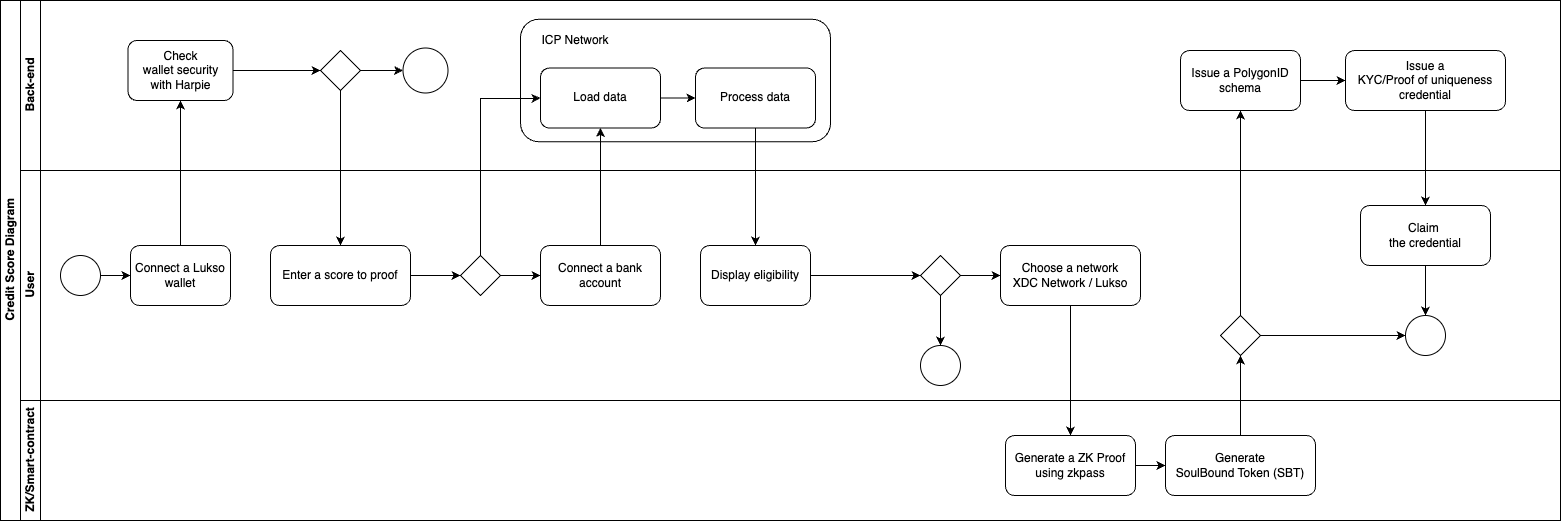 Credit Score Diagram
Back-end
Check
wallet security
with Harpie
ICP Network
Load data
Process data
Issue a PolygonID
schema
Issue a
KYC/Proof of uniqueness
credential
User
Connect a Lukso
wallet
Enter a score to proof
Connect a bank
account
Display eligibility
Choose a network
XDC Network / Lukso
Claim
the credential
ZK/Smart-contract
Generate a ZK Proof
using zkpass
Generate
SoulBound Token (SBT)